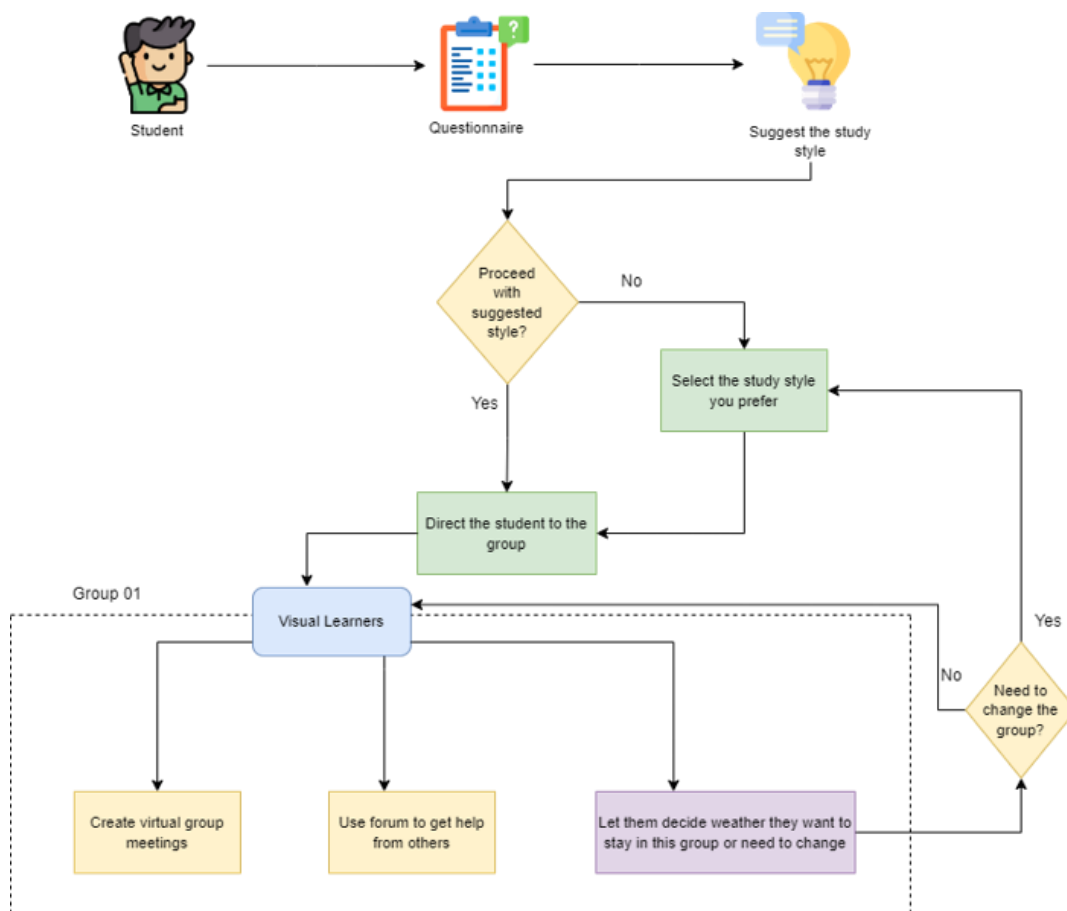 Student
Questionnaire
?
Suggest the study
style
Proceed
with
suggested
style?
No
Select the study style
you prefer
Yes
Direct the student to the
group
Group 01
Visual Learners
Yes
No
Need to
change the
group?
Create virtual group
meetings
Use forum to get help
from others
Let them decide weather they want to
stay in this group or need to change